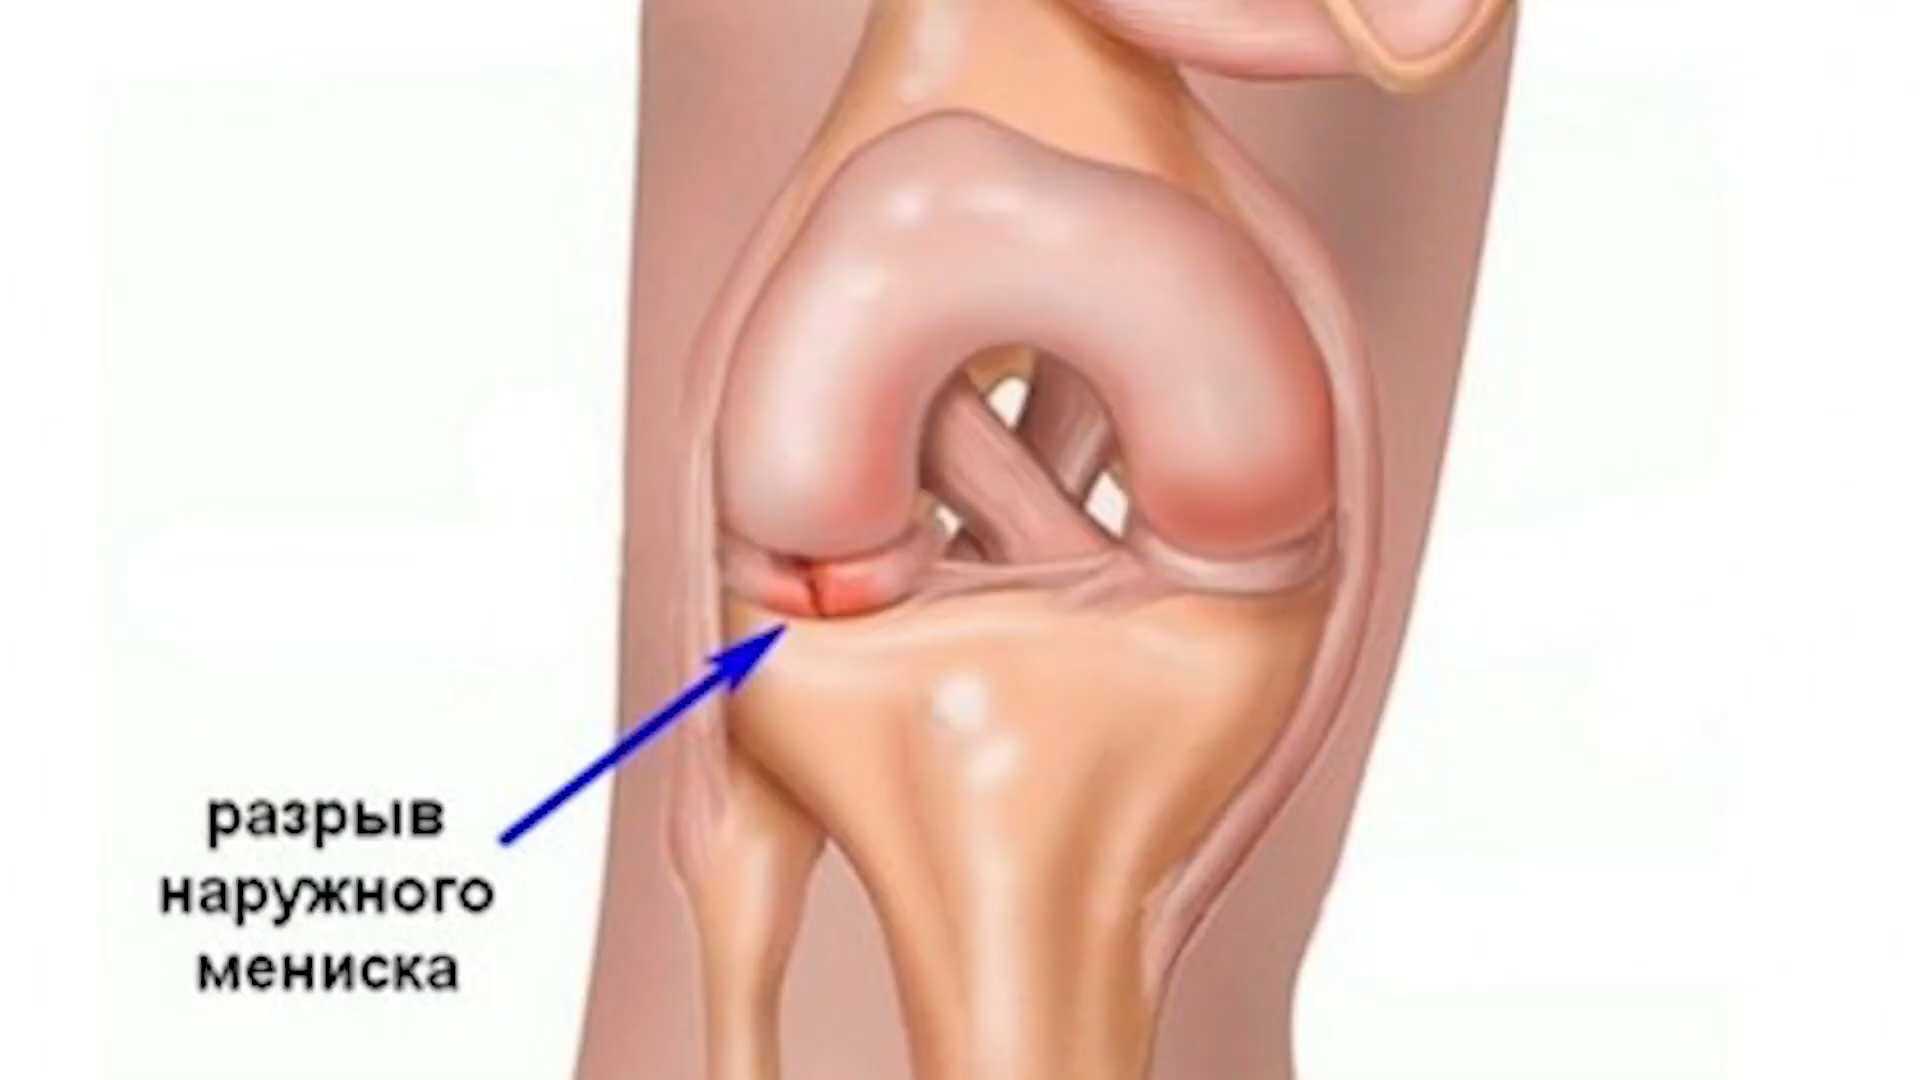 разрыв
наружного
мениска